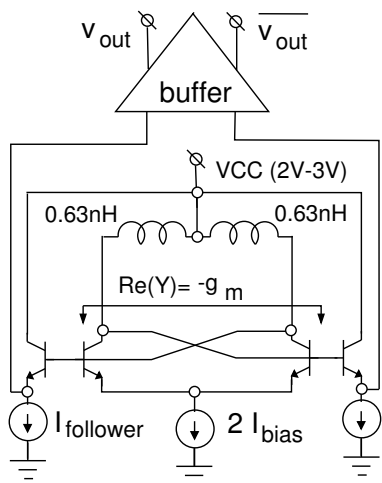 v out v out
buffer
VCC (2V-3V)
0.63nH 0.63nH
Re(Y)= -g m
I follower 2 I bias